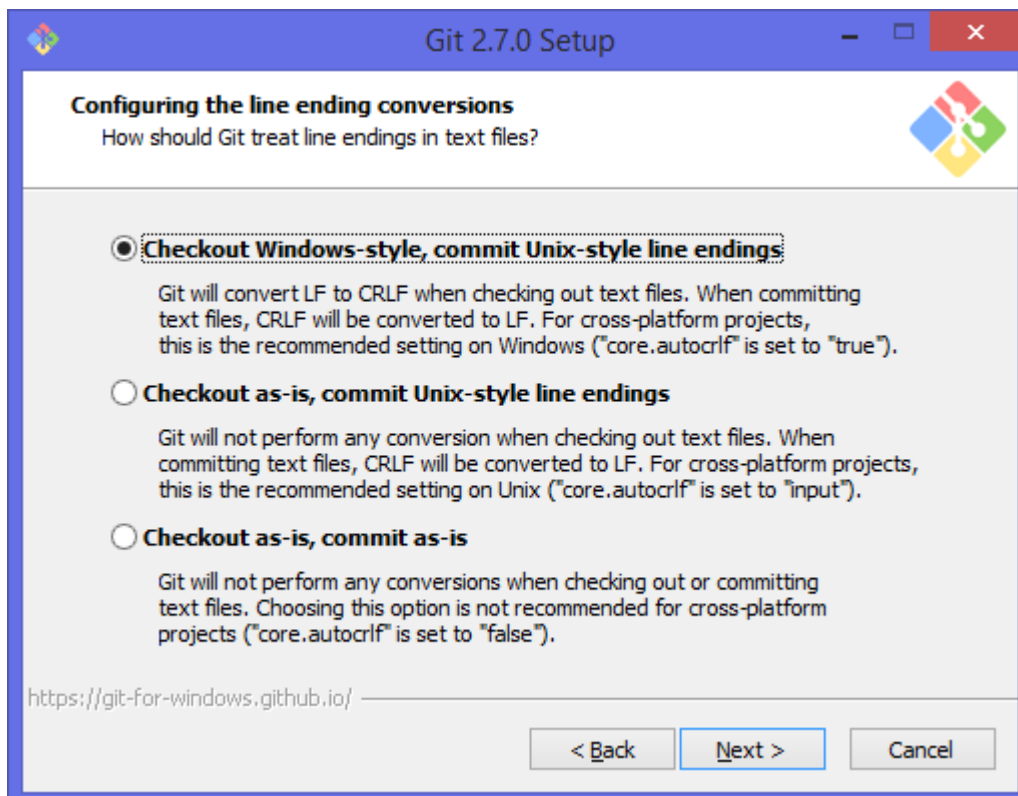 Git 2.7.0 Setup
Configuring the line ending conversions
How should Git treat line endings in text files?
Checkout Windows-style, commit Unix-style line endings
Git will convert LF to CRLF when checking out text files. When committing
text files, CRLF will be converted to LF. For cross-platform projects,
this is the recommended setting on Windows ("core.autocrlf" is set to "true").
Checkout as-is, commit Unix-style line endings
Git will not perform any conversion when checking out text files. When
committing text files, CRLF will be converted to LF. For cross-platform projects,
this is the recommended setting on Unix ("core.autocrlf" is set to "input").
Checkout as-is, commit as-is
Git will not perform any conversions when checking out or committing
text files. Choosing this option is not recommended for cross-platform
projects ("core.autocrlf" is set to "false").
https://git-for-windows.github.io/
< Back Next > Cancel